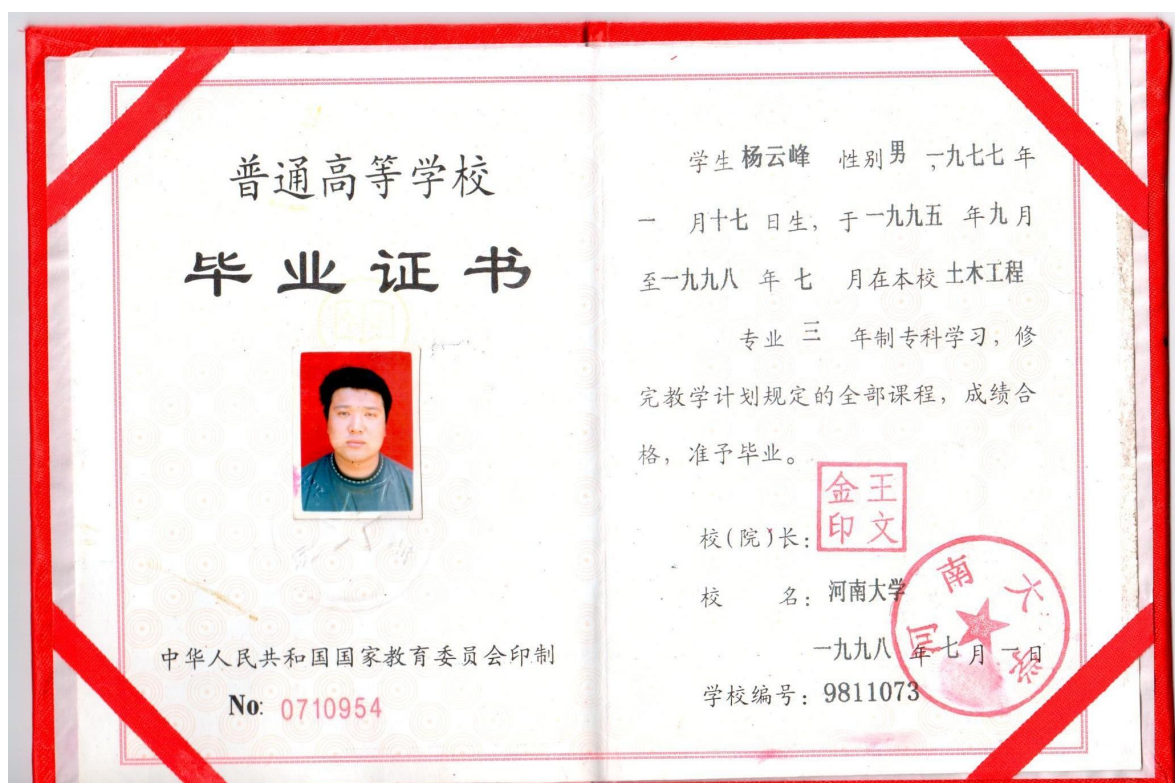 普通高等学校
毕业证书
中华人民共和国国家教育委员会印制
No: 0710954
学生 杨云峰 性别 男 ,一九七七 年
一 月十七 日生, 于 一九九五 年九月
至一九九八 年 七 月在本校 土木工程
专业 三 年制专科学习, 修
完教学计划规定的全部课程, 成绩合
格, 准予毕业。
校(院)长:
金王
印文
校 名: 河南大学
一九九八 年 七 月 一 日
学校编号: 9811073
河南大学